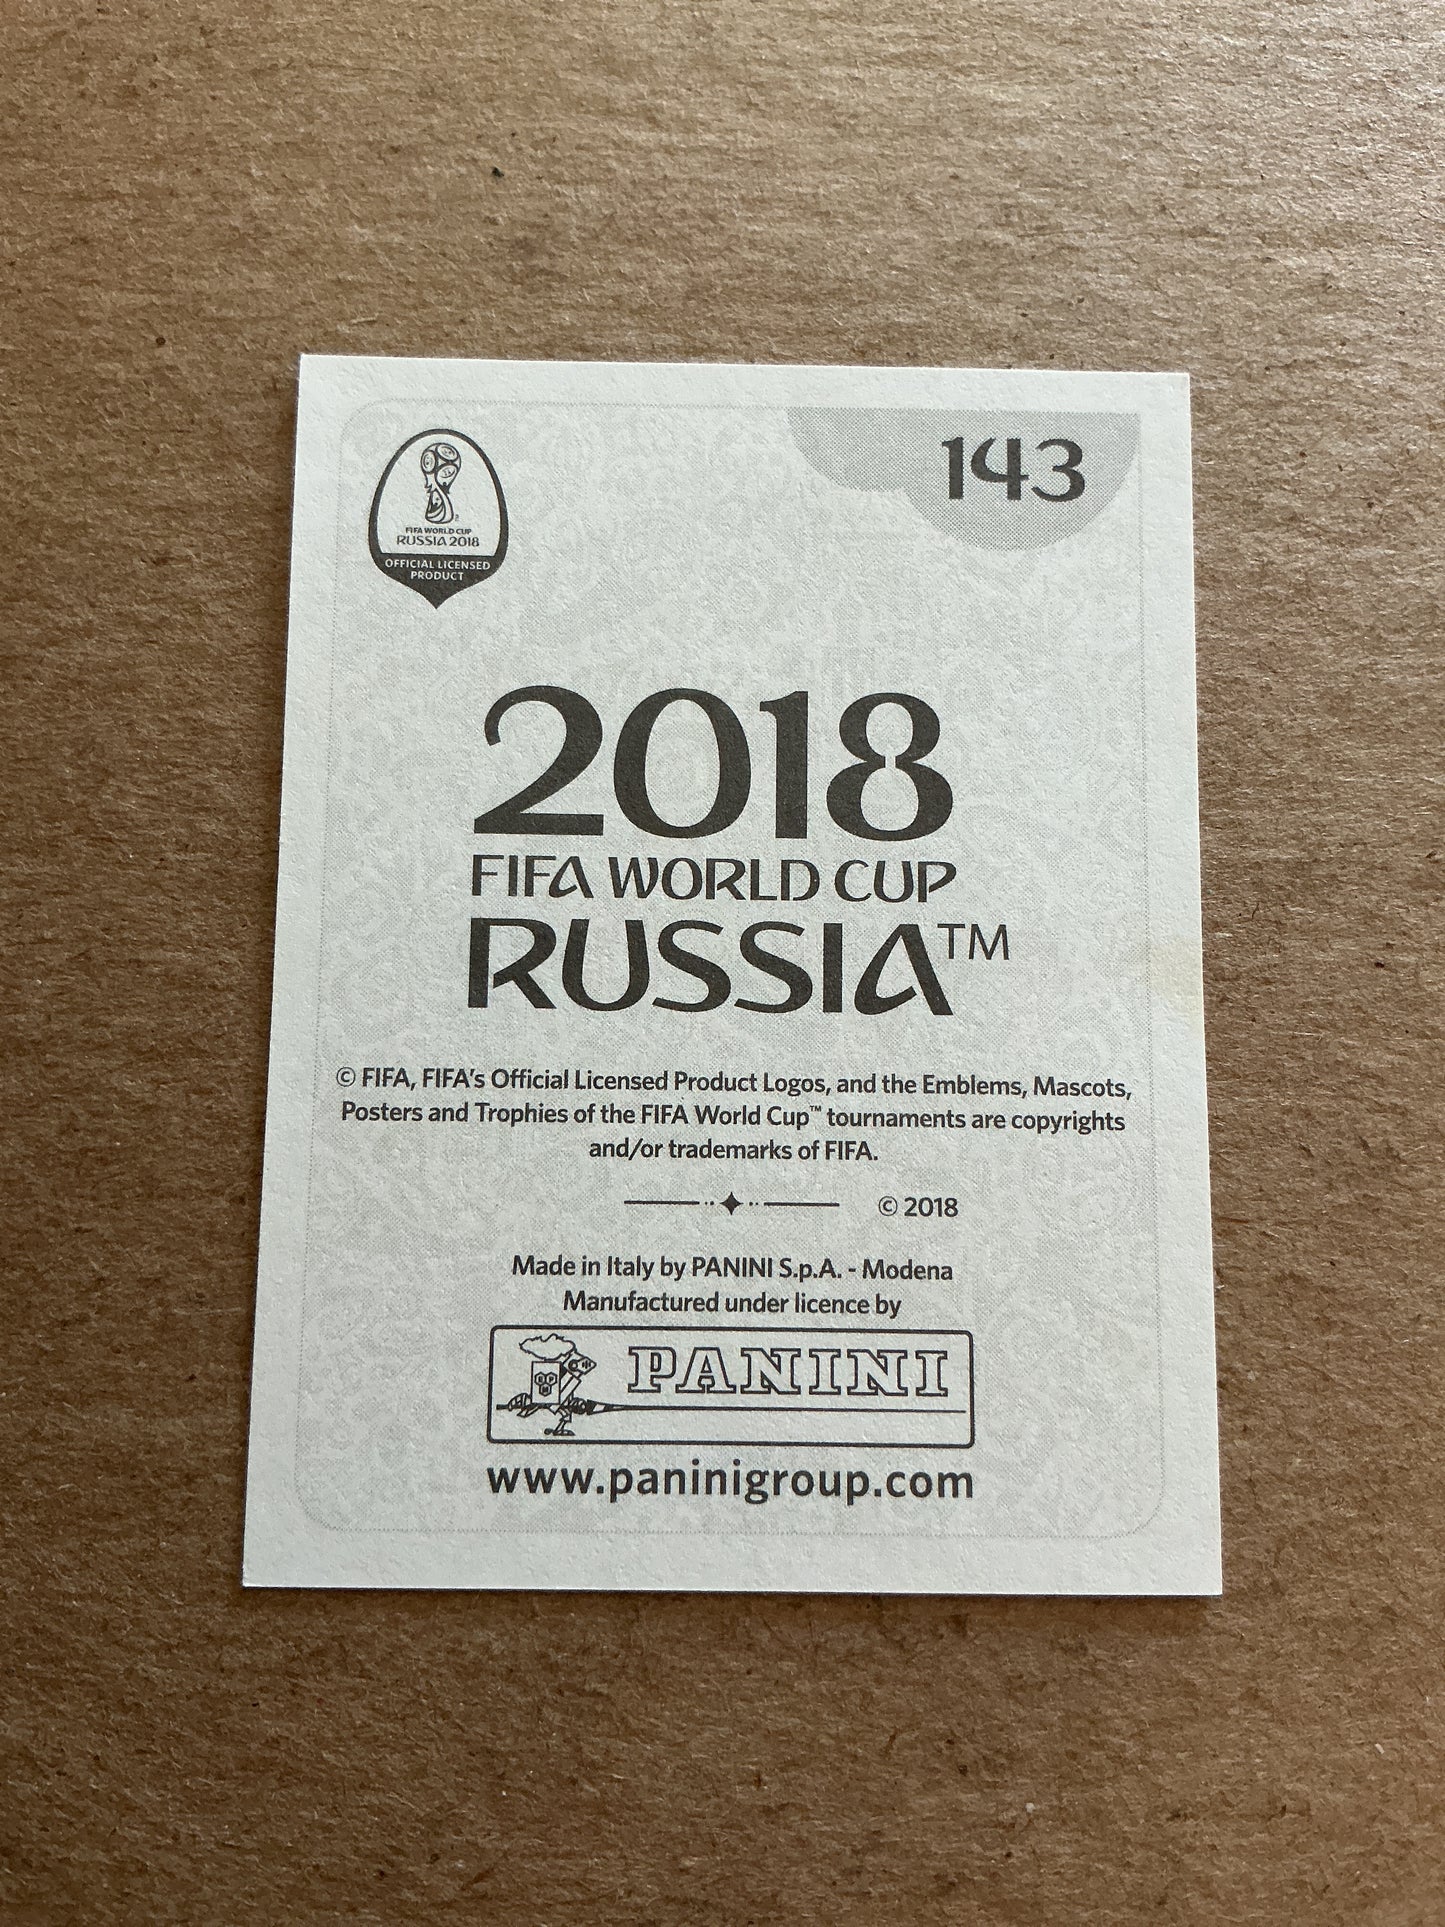 143
FIFA WORLD CUP
RUSSIA 2018
OFFICIAL LICENSED
PRODUCT
2018
FIFA WORLD CUP
RUSSIA™
© FIFA, FIFA's Official Licensed Product Logos, and the Emblems, Mascots,
Posters and Trophies of the FIFA World Cup™ tournaments are copyrights
and/or trademarks of FIFA.
© 2018
Made in Italy by PANINI S.p.A. - Modena
Manufactured under licence by
PANINI
www.paninigroup.com